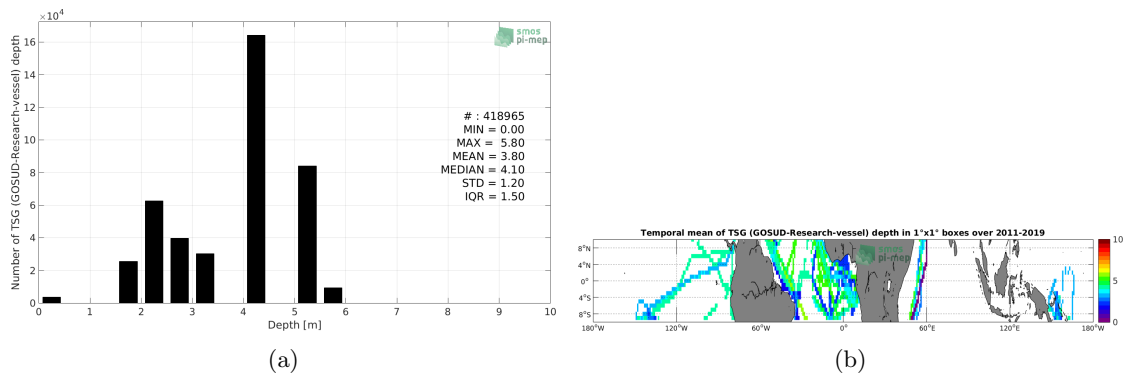 ×10⁴
Number of TSG (GOSUD-Research-vessel) depth
16
14
12
10
8
6
4
2
0
0 1 2 3 4 5 6 7 8 9 10
Depth [m]
smos
pi-mep
# : 418965
MIN = 0.00
MAX = 5.80
MEAN = 3.80
MEDIAN = 4.10
STD = 1.20
IQR = 1.50
(a)
Temporal mean of TSG (GOSUD-Research-vessel) depth in 1°x1° boxes over 2011-2019
smos
pi-mep
8°N
4°N
0°
4°S
8°S
180°W 120°W 60°W 0° 60°E 120°E 180°W
10
5
0
(b)